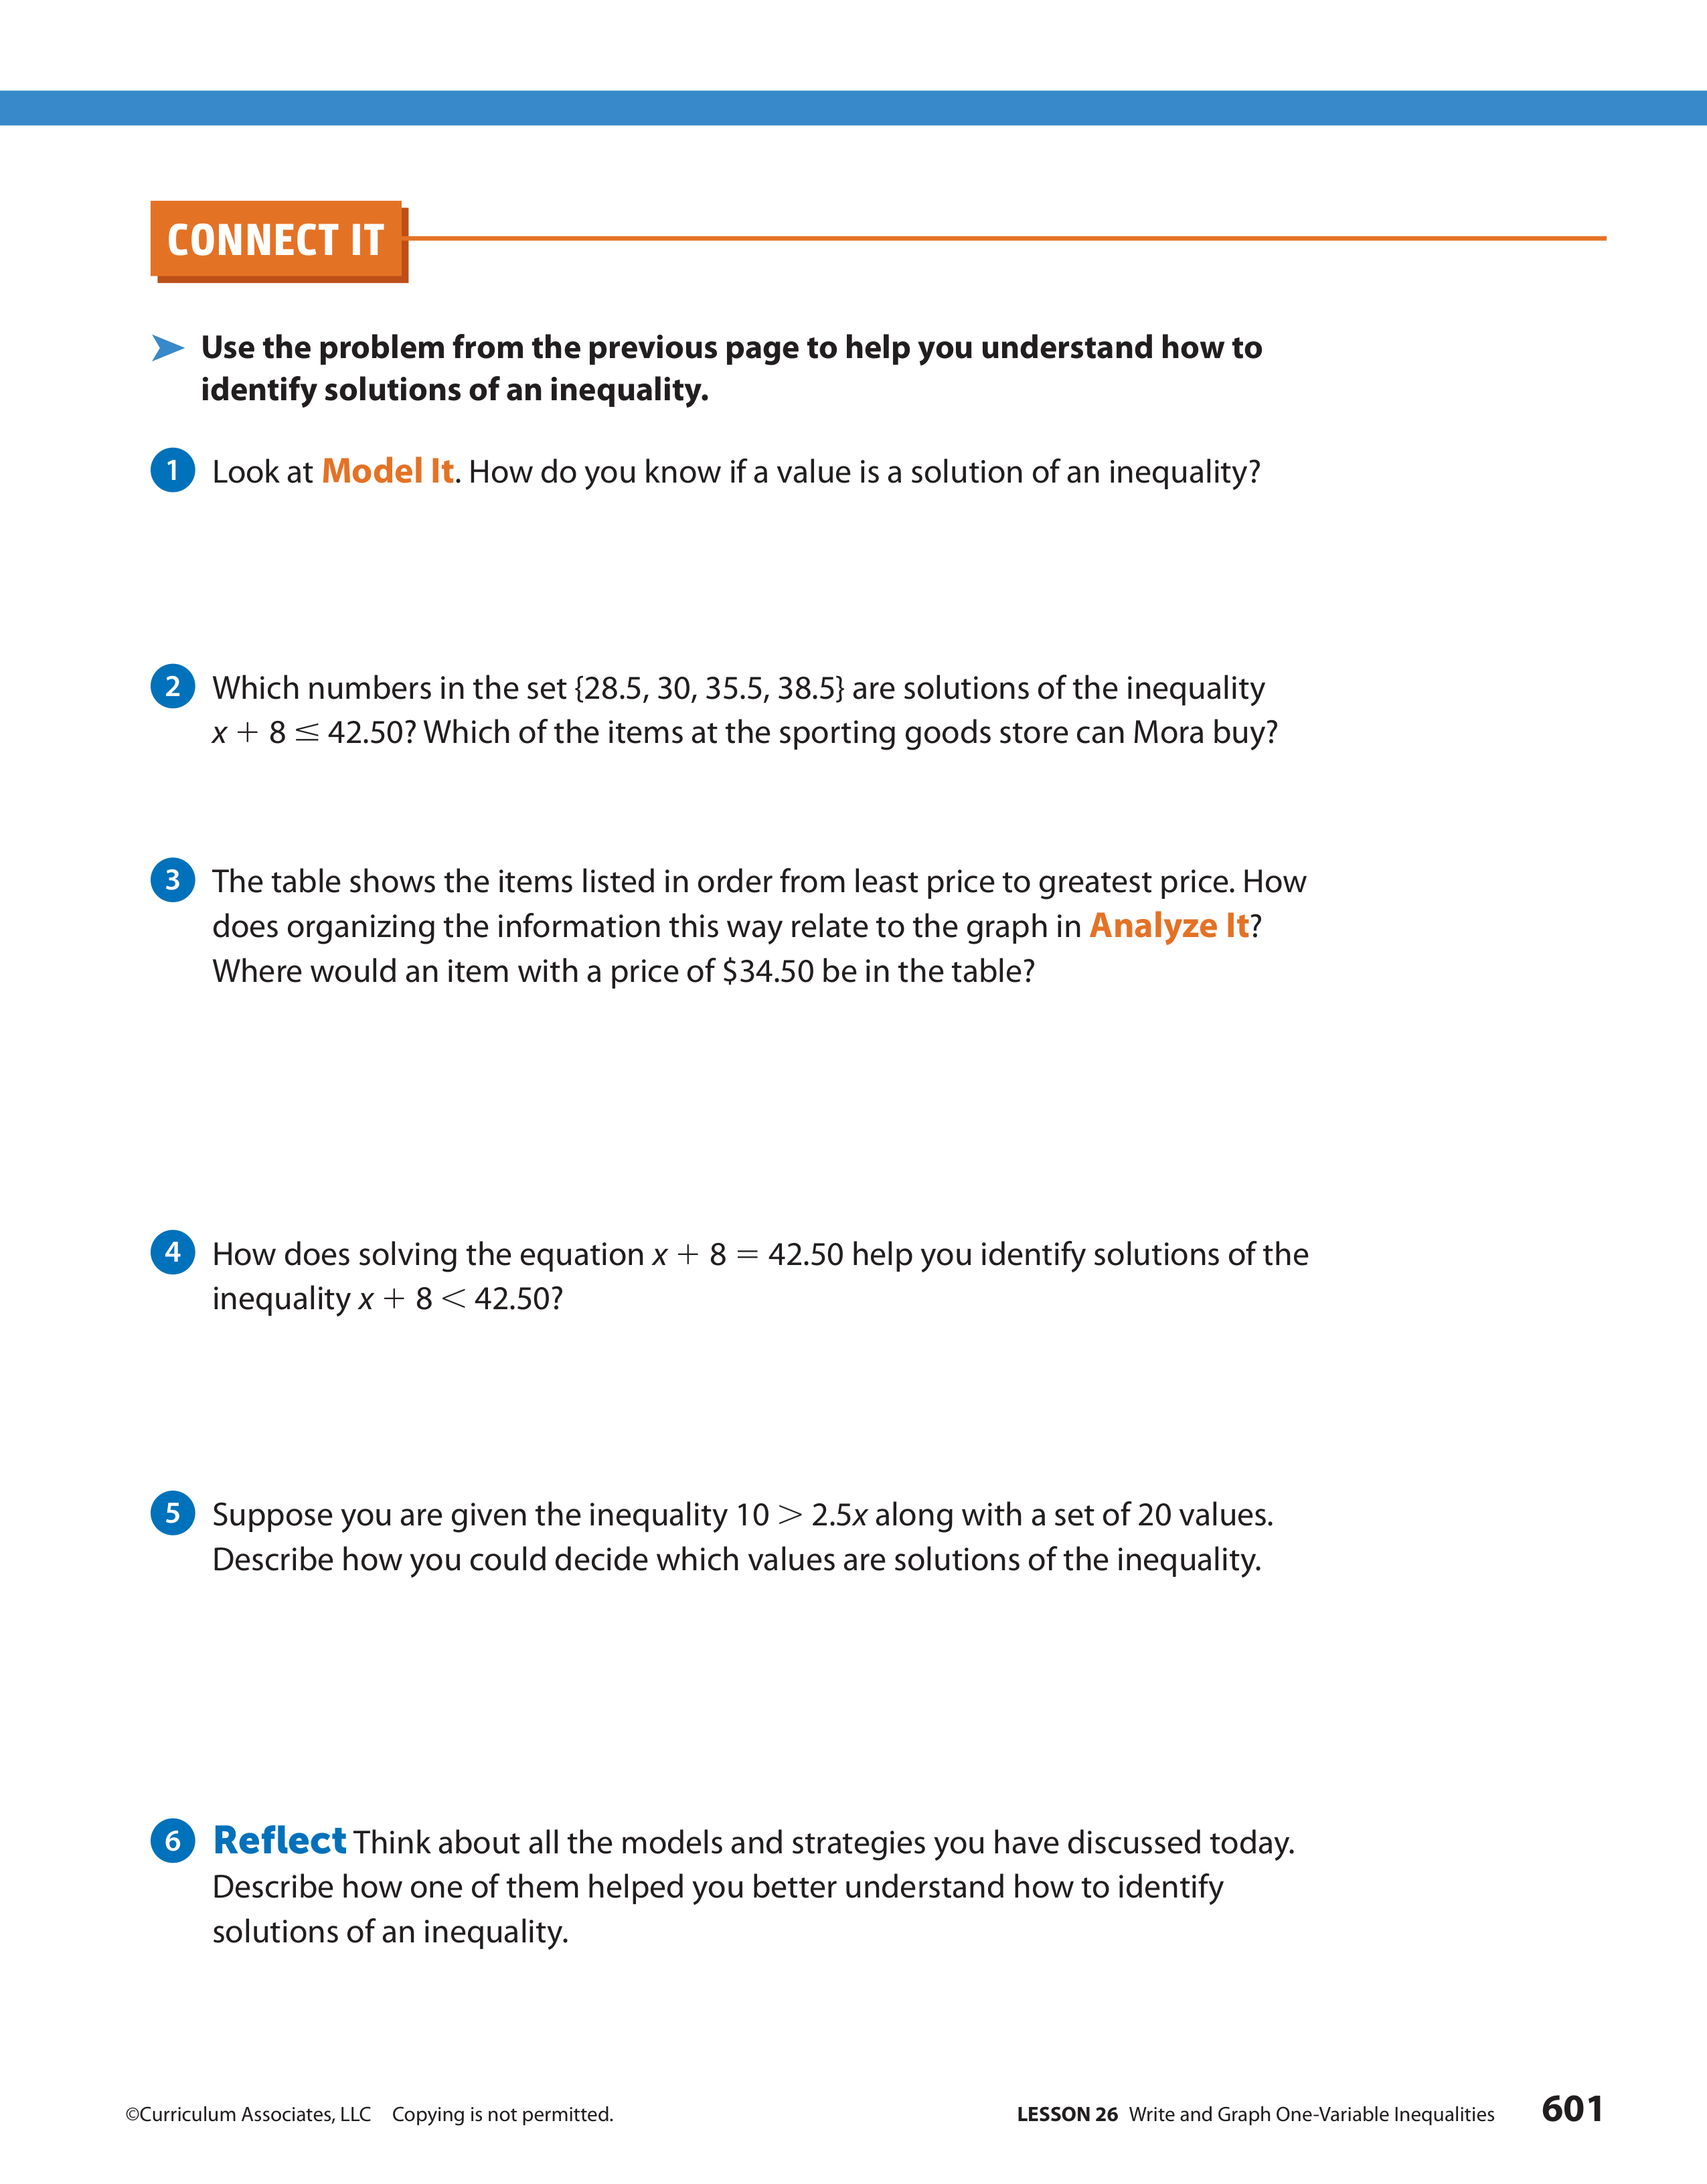 CONNECT IT
Use the problem from the previous page to help you understand how to
identify solutions of an inequality.
1 Look at Model It. How do you know if a value is a solution of an inequality?
2 Which numbers in the set {28.5, 30, 35.5, 38.5} are solutions of the inequality
x + 8 ≤ 42.50? Which of the items at the sporting goods store can Mora buy?
3 The table shows the items listed in order from least price to greatest price. How
does organizing the information this way relate to the graph in Analyze It?
Where would an item with a price of $34.50 be in the table?
4 How does solving the equation x + 8 = 42.50 help you identify solutions of the
inequality x + 8 < 42.50?
5 Suppose you are given the inequality 10 > 2.5x along with a set of 20 values.
Describe how you could decide which values are solutions of the inequality.
6 Reflect Think about all the models and strategies you have discussed today.
Describe how one of them helped you better understand how to identify
solutions of an inequality.
©Curriculum Associates, LLC Copying is not permitted.
LESSON 26 Write and Graph One-Variable Inequalities 601